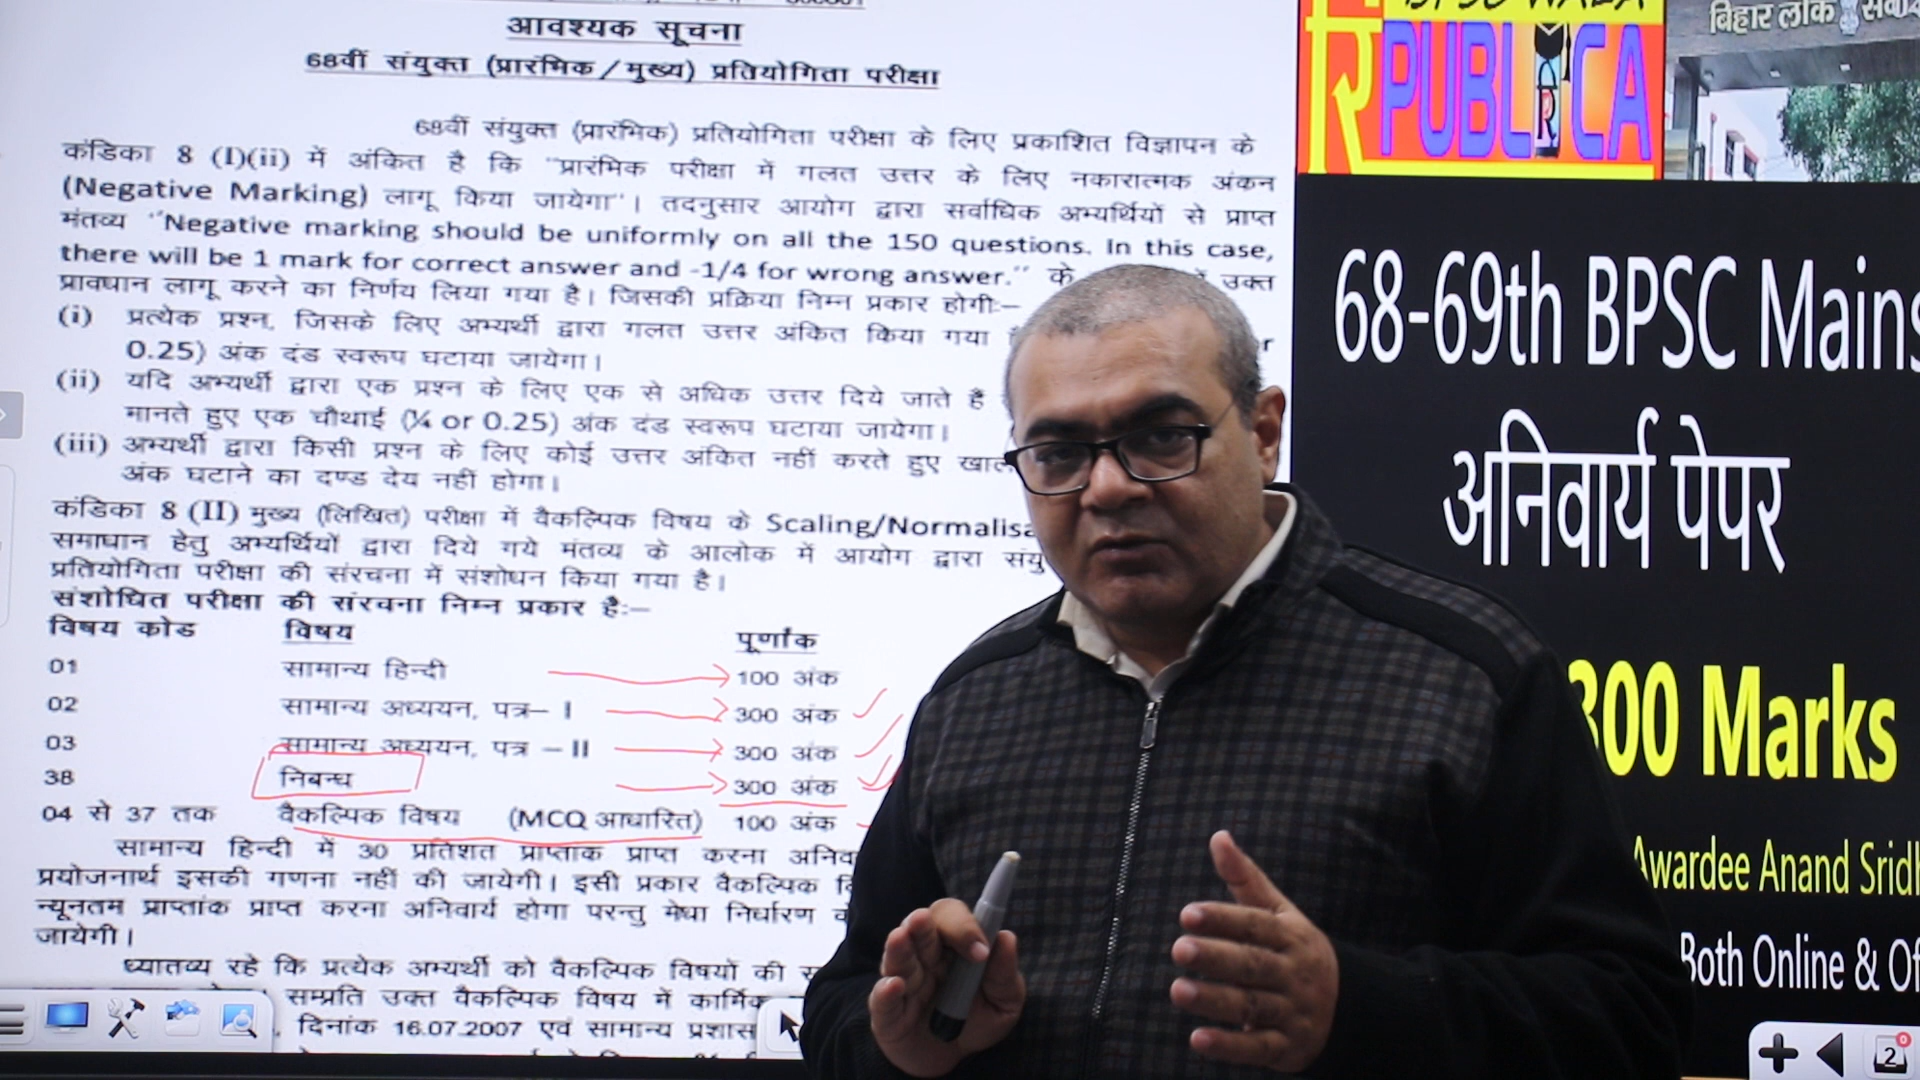 आवश्यक सूचना
68वीं संयुक्त (प्रारंभिक/मुख्य) प्रतियोगिता परीक्षा
68वीं संयुक्त (प्रारंभिक) प्रतियोगिता परीक्षा के लिए प्रकाशित विज्ञापन के
कंडिका 8 (I)(ii) में अंकित है कि "प्रारंभिक परीक्षा में गलत उत्तर के लिए नकारात्मक अंकन
(Negative Marking) लागू किया जायेगा"। तदनुसार आयोग द्वारा सर्वाधिक अभ्यर्थियों से प्राप्त
मंतव्य "Negative marking should be uniformly on all the 150 questions. In this case,
there will be 1 mark for correct answer and -1/4 for wrong answer." के उक्त
प्रावधान लागू करने का निर्णय लिया गया है। जिसकी प्रक्रिया निम्न प्रकार होगीः–
(i) प्रत्येक प्रश्न, जिसके लिए अभ्यर्थी द्वारा गलत उत्तर अंकित किया गया
0.25) अंक दंड स्वरूप घटाया जायेगा।
(ii) यदि अभ्यर्थी द्वारा एक प्रश्न के लिए एक से अधिक उत्तर दिये जाते हैं
मानते हुए एक चौथाई (¼ or 0.25) अंक दंड स्वरूप घटाया जायेगा।
(iii) अभ्यर्थी द्वारा किसी प्रश्न के लिए कोई उत्तर अंकित नहीं करते हुए
अंक घटाने का दण्ड देय नहीं होगा।
कंडिका 8 (II) मुख्य (लिखित) परीक्षा में वैकल्पिक विषय के Scaling/Normalisa
समाधान हेतु अभ्यर्थियों द्वारा दिये गये मंतव्य के आलोक में आयोग द्वारा
प्रतियोगिता परीक्षा की संरचना में संशोधन किया गया है।
संशोधित परीक्षा की संरचना निम्न प्रकार हैः–
विषय कोड विषय पूर्णांक
01 सामान्य हिन्दी 100 अंक
02 सामान्य अध्ययन, पत्र– I 300 अंक
03 सामान्य अध्ययन, पत्र – II 300 अंक
38 निबन्ध 300 अंक
04 से 37 तक वैकल्पिक विषय (MCQ आधारित) 100 अंक
सामान्य हिन्दी में 30 प्रतिशत प्राप्तांक प्राप्त करना
प्रयोजनार्थ इसकी गणना नहीं की जायेगी। इसी प्रकार वैकल्पिक
न्यूनतम प्राप्तांक प्राप्त करना अनिवार्य होगा परन्तु मेधा निर्धारण
जायेगी।
ध्यातव्य रहे कि प्रत्येक अभ्यर्थी को वैकल्पिक विषयों की
सम्प्रति उक्त वैकल्पिक विषय में कार्मिक
दिनांक 16.07.2007 एवं सामान्य
रि PUBLICA
बिहार लोक
68-69th BPSC Mains
अनिवार्य पेपर
300 Marks
Awardee Anand Sridh
Both Online & Of
2
0